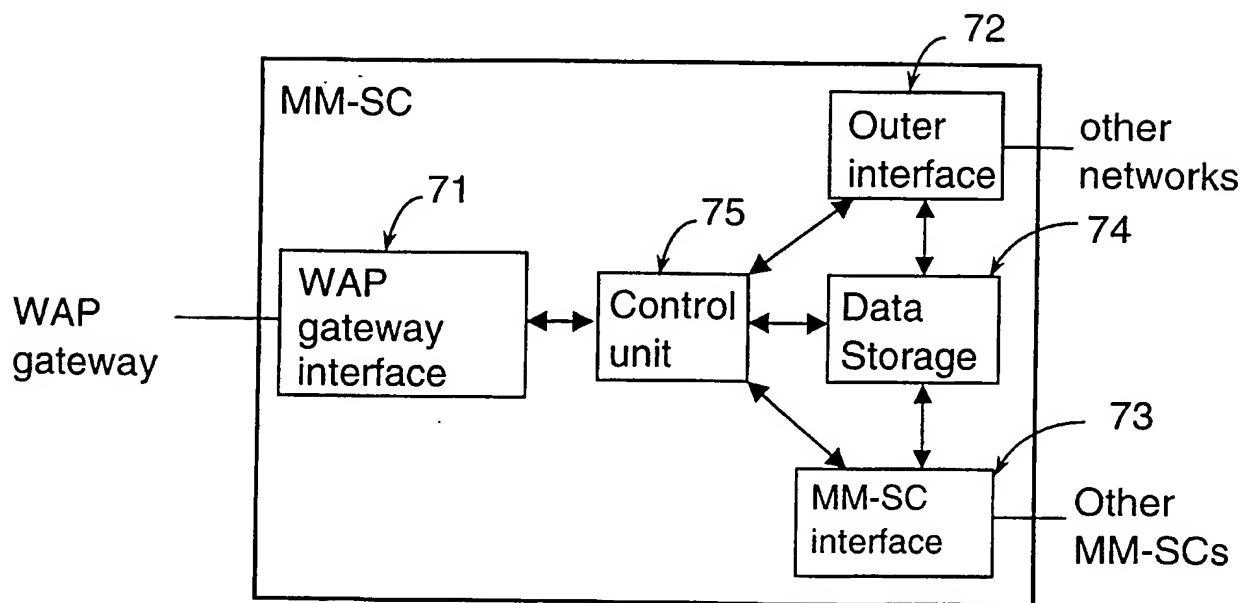 72
MM-SC
Outer
interface
other
networks
71
75
74
WAP
gateway
WAP
gateway
interface
Control
unit
Data
Storage
73
MM-SC
interface
Other
MM-SCs